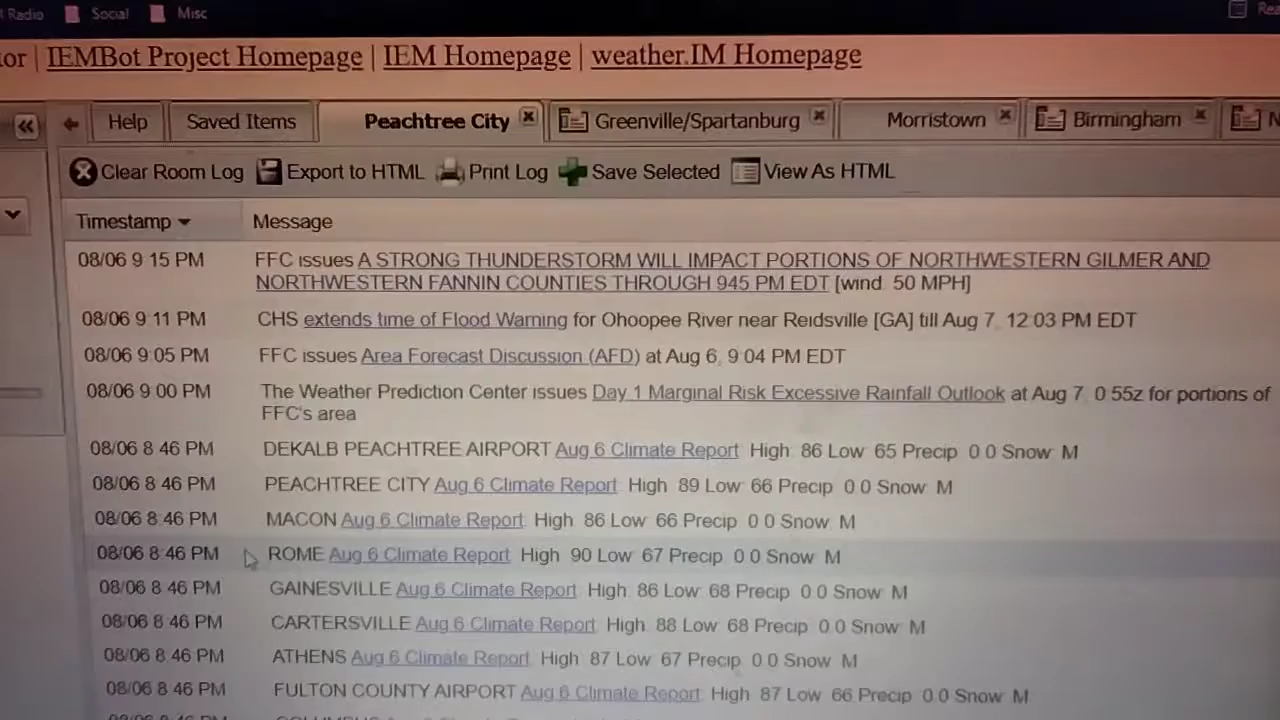 t Radio Social Misc Rea
or | IEMBot Project Homepage | IEM Homepage | weather.IM Homepage
Help Saved Items Peachtree City Greenville/Spartanburg Morristown Birmingham N
Clear Room Log Export to HTML Print Log Save Selected View As HTML
Timestamp Message
08/06 9:15 PM FFC issues A STRONG THUNDERSTORM WILL IMPACT PORTIONS OF NORTHWESTERN GILMER AND
NORTHWESTERN FANNIN COUNTIES THROUGH 945 PM EDT [wind: 50 MPH]
08/06 9:11 PM CHS extends time of Flood Warning for Ohoopee River near Reidsville [GA] till Aug 7, 12:03 PM EDT
08/06 9:05 PM FFC issues Area Forecast Discussion (AFD) at Aug 6, 9:04 PM EDT
08/06 9:00 PM The Weather Prediction Center issues Day 1 Marginal Risk Excessive Rainfall Outlook at Aug 7, 0:55z for portions of
FFC's area
08/06 8:46 PM DEKALB PEACHTREE AIRPORT Aug 6 Climate Report: High: 86 Low: 65 Precip: 0.0 Snow: M
08/06 8:46 PM PEACHTREE CITY Aug 6 Climate Report: High: 89 Low: 66 Precip: 0.0 Snow: M
08/06 8:46 PM MACON Aug 6 Climate Report: High: 86 Low: 66 Precip: 0.0 Snow: M
08/06 8:46 PM ROME Aug 6 Climate Report: High: 90 Low: 67 Precip: 0.0 Snow: M
08/06 8:46 PM GAINESVILLE Aug 6 Climate Report: High: 86 Low: 68 Precip: 0.0 Snow: M
08/06 8:46 PM CARTERSVILLE Aug 6 Climate Report: High: 88 Low: 68 Precip: 0.0 Snow: M
08/06 8:46 PM ATHENS Aug 6 Climate Report: High: 87 Low: 67 Precip: 0.0 Snow: M
08/06 8:46 PM FULTON COUNTY AIRPORT Aug 6 Climate Report: High: 87 Low: 66 Precip: 0.0 Snow: M